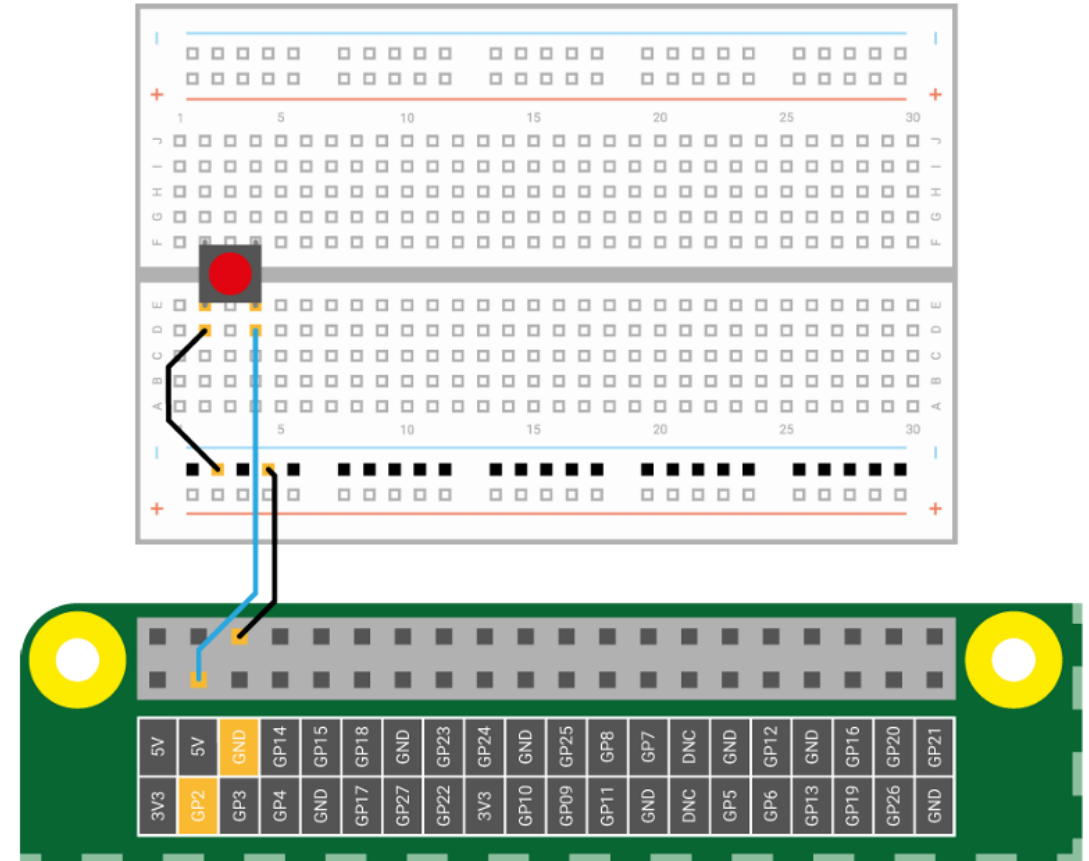 − −
+ +
1 5 10 15 20 25 30
J J
I I
H H
G G
F F
E E
D D
C C
B B
A A
5 10 15 20 25 30
− −
+ +
5V 5V GND GP14 GP15 GP18 GND GP23 GP24 GND GP25 GP8 GP7 DNC GND GP12 GND GP16 GP20 GP21
3V3 GP2 GP3 GP4 GND GP17 GP27 GP22 3V3 GP10 GP09 GP11 GND DNC GP5 GP6 GP13 GP19 GP26 GND